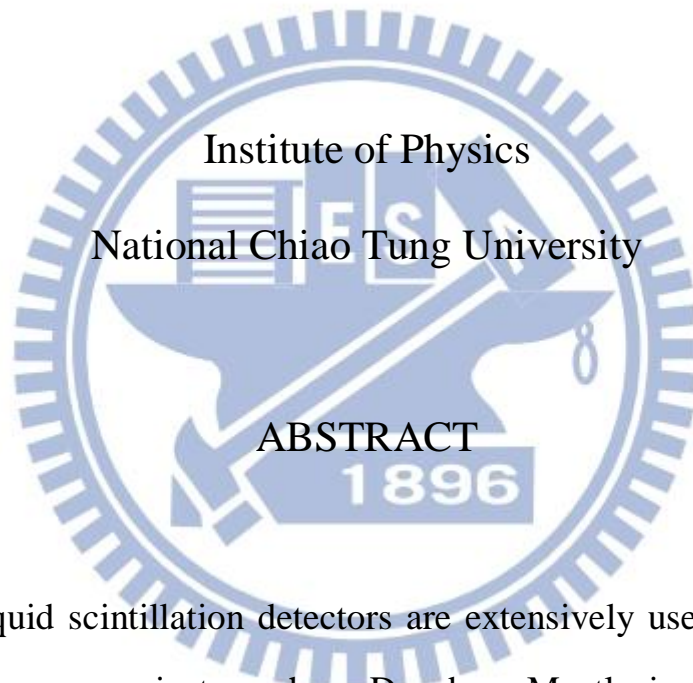 Institute of Physics
E S A
National Chiao Tung University
ABSTRACT
1896
quid scintillation detectors are extensively use